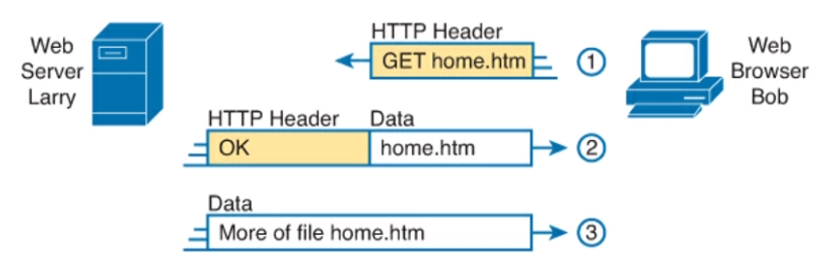 HTTP Header
GET home.htm
1
Web
Server
Larry
Web
Browser
Bob
HTTP Header Data
OK home.htm
2
Data
More of file home.htm
3